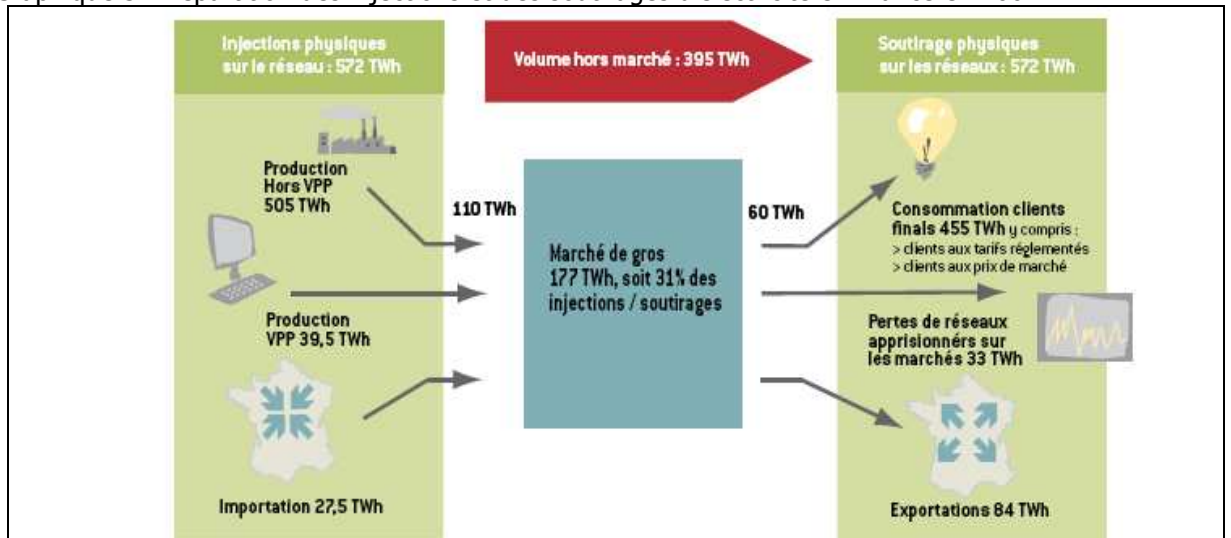 Injections physiques
sur le réseau : 572 TWh
Volume hors marché : 395 TWh
Soutirage physiques
sur les réseaux : 572 TWh
Production
Hors VPP
505 TWh
110 TWh
60 TWh
Consommation clients
finals 455 TWh y compris :
> clients aux tarifs réglementés
> clients aux prix de marché
Marché de gros
177 TWh, soit 31% des
injections / soutirages
Production
VPP 39,5 TWh
Pertes de réseaux
apprisionnérs sur
les marchés 33 TWh
Importation 27,5 TWh
Exportations 84 TWh